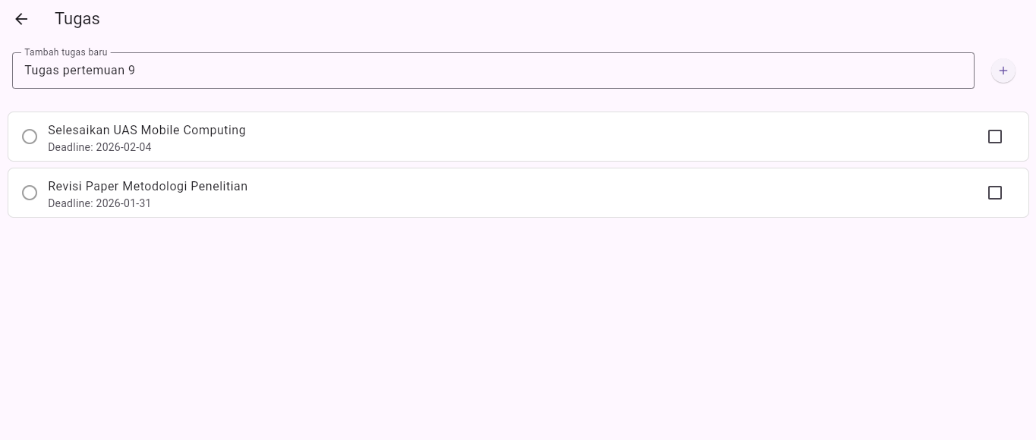 Tugas
Tambah tugas baru
Tugas pertemuan 9
Selesaikan UAS Mobile Computing
Deadline: 2026-02-04
Revisi Paper Metodologi Penelitian
Deadline: 2026-01-31